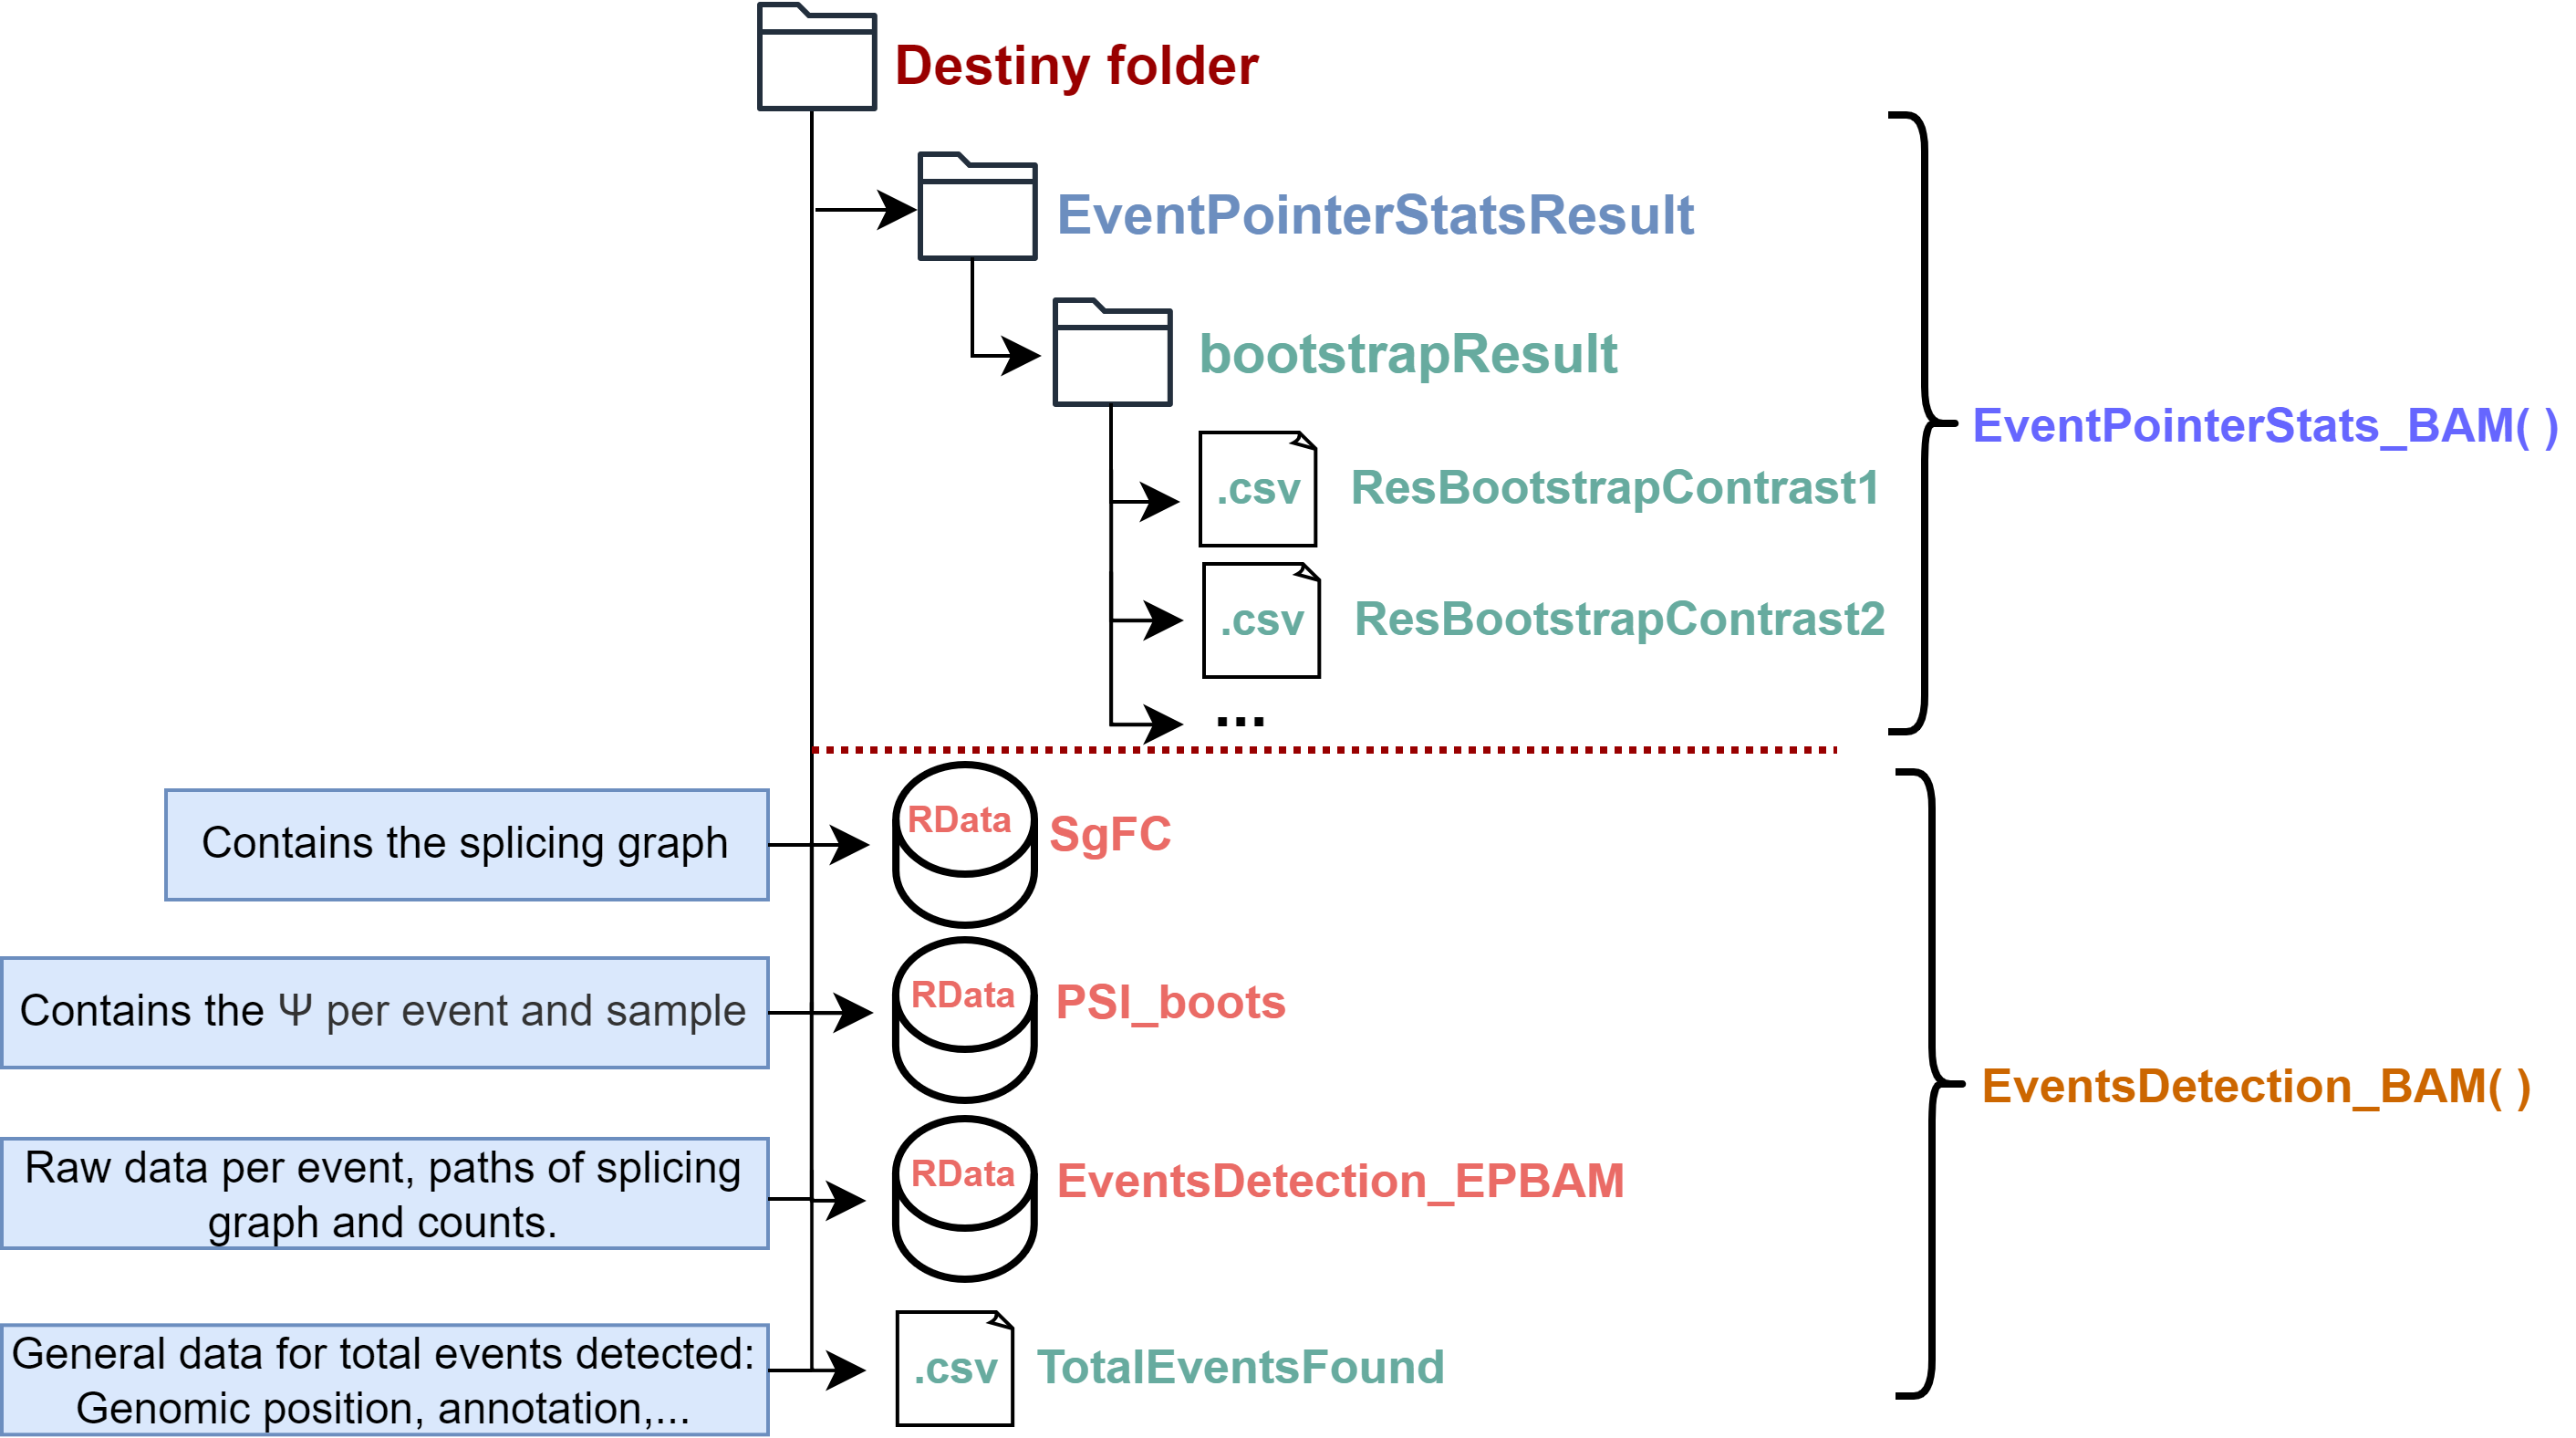 Destiny folder
EventPointerStatsResult
bootstrapResult
.csv ResBootstrapContrast1
.csv ResBootstrapContrast2
...
EventPointerStats_BAM( )
Contains the splicing graph
RData SgFC
Contains the Ψ per event and sample
RData PSI_boots
Raw data per event, paths of splicing
graph and counts.
RData EventsDetection_EPBAM
General data for total events detected:
Genomic position, annotation,...
.csv TotalEventsFound
EventsDetection_BAM( )